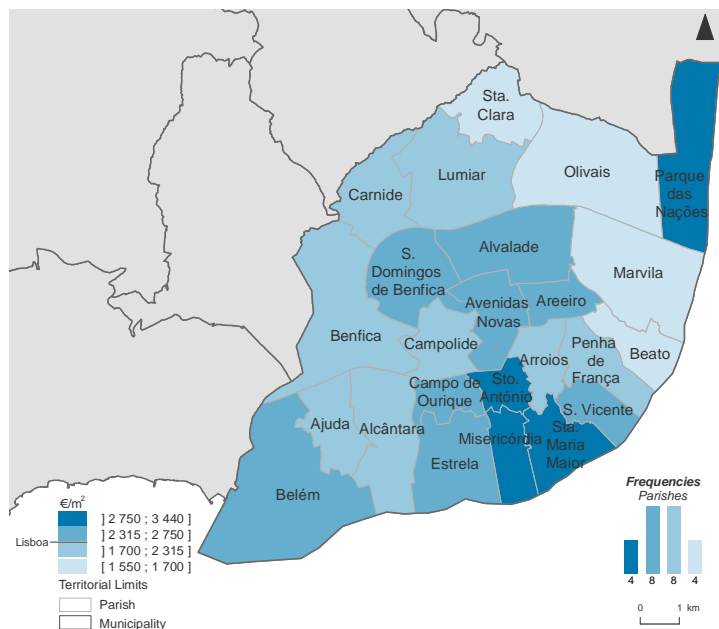 Sta.
Clara
Lumiar
Olivais
Carnide
Parque
das
Nações
S.
Domingos
de Benfica
Alvalade
Marvila
Avenidas
Novas
Areeiro
Benfica
Campolide
Arroios
Penha
de
França
Beato
Campo de
Ourique
Sto.
António
S. Vicente
Ajuda
Alcântara
Estrela
Misericórdia
Sta.
Maria
Maior
Belém
€/m²
] 2 750 ; 3 440 ]
] 2 315 ; 2 750 ]
Lisboa
] 1 700 ; 2 315 ]
[ 1 550 ; 1 700 ]
Territorial Limits
Parish
Municipality
Frequencies
Parishes
4 8 8 4
0 1 km